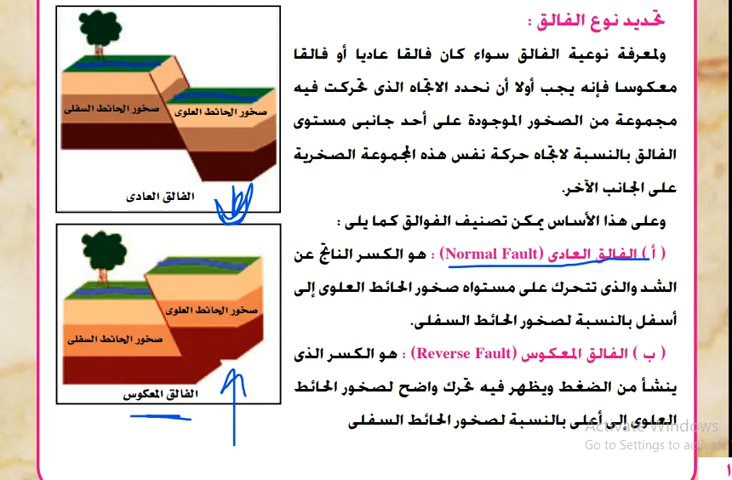 تحديد نوع الفالق :
ولمعرفة نوعية الفالق سواء كان فالقا عاديا أو فالقا
معكوسا فإنه يجب أولا أن نحدد الاتجاه الذى تحركت فيه
مجموعة من الصخور الموجودة على أحد جانبى مستوى
الفالق بالنسبة لاتجاه حركة نفس هذه المجموعة الصخرية
على الجانب الآخر.
وعلى هذا الأساس يمكن تصنيف الفوالق كما يلى :
( أ ) الفالق العادى (Normal Fault) : هو الكسر الناتج عن
الشد والذى تتحرك على مستواه صخور الحائط العلوى إلى
أسفل بالنسبة لصخور الحائط السفلى.
( ب ) الفالق المعكوس (Reverse Fault) : هو الكسر الذى
ينشأ من الضغط ويظهر فيه تحرك واضح لصخور الحائط
العلوى إلى أعلى بالنسبة لصخور الحائط السفلى
صخور الحائط العلوى
صخور الحائط السفلى
الفالق العادى
صخور الحائط العلوى
صخور الحائط السفلى
الفالق المعكوس
Activate Windows
Go to Settings to activate
١